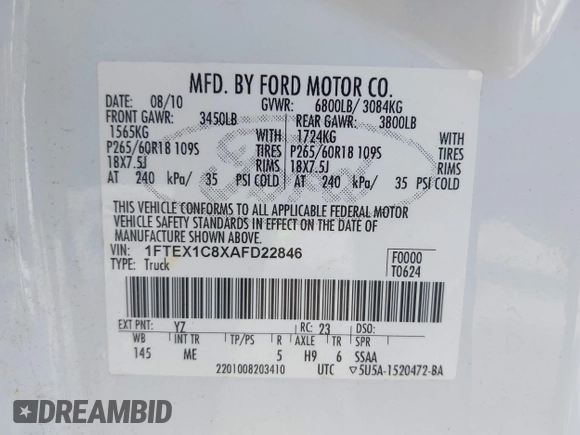 MFD. BY FORD MOTOR CO.
DATE: 08/10 GVWR: 6800LB/ 3084KG
FRONT GAWR: 3450LB REAR GAWR: 3800LB
1565KG WITH 1724KG WITH
P265/60R18 109S TIRES P265/60R18 109S TIRES
18X7.5J RIMS 18X7.5J RIMS
AT 240 kPa/ 35 PSI COLD AT 240 kPa/ 35 PSI COLD
THIS VEHICLE CONFORMS TO ALL APPLICABLE FEDERAL MOTOR
VEHICLE SAFETY STANDARDS IN EFFECT ON THE DATE OF
MANUFACTURE SHOWN ABOVE.
VIN: 1FTEX1C8XAFD22846 F0000
TYPE: Truck T0624
EXT PNT: YZ RC: 23 DSO:
WB INT TR TP/PS R AXLE TR SPR
145 ME 5 H9 6 SSAA
2201008203410 UTC ▽5U5A-1520472-BA
Ford
DREAMBID